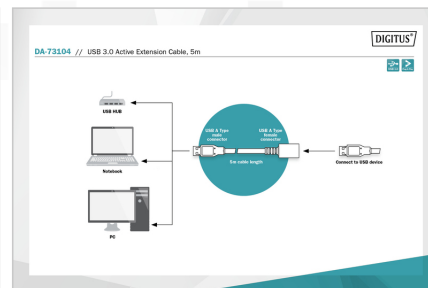 DIGITUS®
DA-73104 // USB 3.0 Active Extension Cable, 5m
USB HUB
USB A Type
male
connector
USB A Type
female
connector
5m cable length
Notebook
Connect to USB device
PC